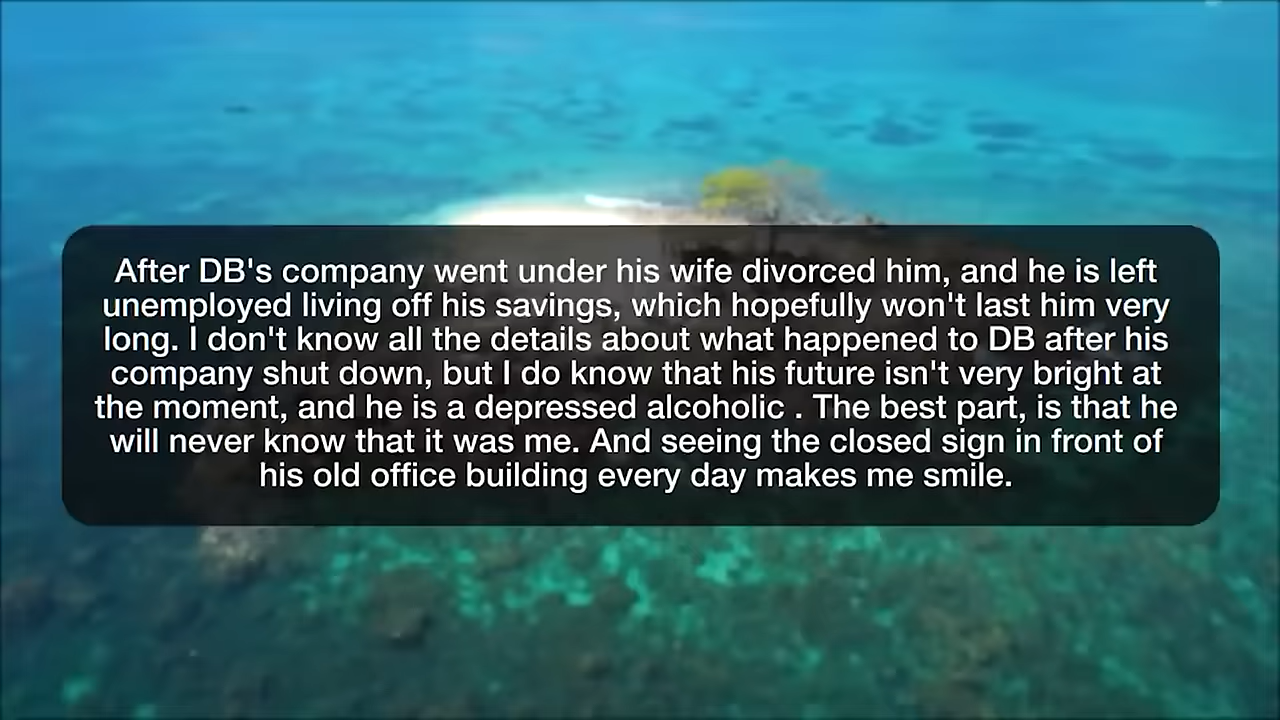 After DB's company went under his wife divorced him, and he is left
unemployed living off his savings, which hopefully won't last him very
long. I don't know all the details about what happened to DB after his
company shut down, but I do know that his future isn't very bright at
the moment, and he is a depressed alcoholic . The best part, is that he
will never know that it was me. And seeing the closed sign in front of
his old office building every day makes me smile.